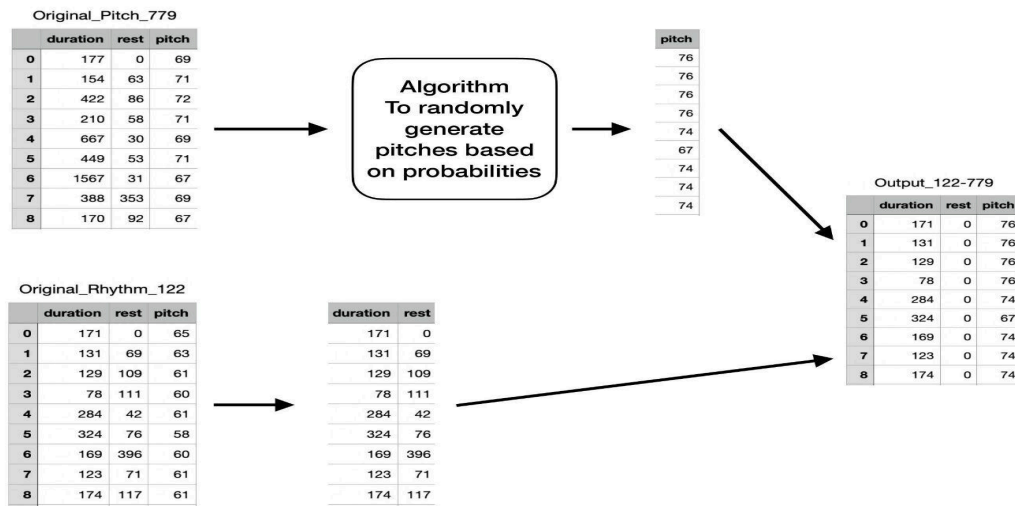 Original_Pitch_779
duration rest pitch
0 177 0 69
1 154 63 71
2 422 86 72
3 210 58 71
4 667 30 69
5 449 53 71
6 1567 31 67
7 388 353 69
8 170 92 67
Algorithm
To randomly
generate
pitches based
on probabilities
pitch
76
76
76
76
74
67
74
74
74
Original_Rhythm_122
duration rest pitch
0 171 0 65
1 131 69 63
2 129 109 61
3 78 111 60
4 284 42 61
5 324 76 58
6 169 396 60
7 123 71 61
8 174 117 61
duration rest
171 0
131 69
129 109
78 111
284 42
324 76
169 396
123 71
174 117
Output_122-779
duration rest pitch
0 171 0 76
1 131 0 76
2 129 0 76
3 78 0 76
4 284 0 74
5 324 0 67
6 169 0 74
7 123 0 74
8 174 0 74